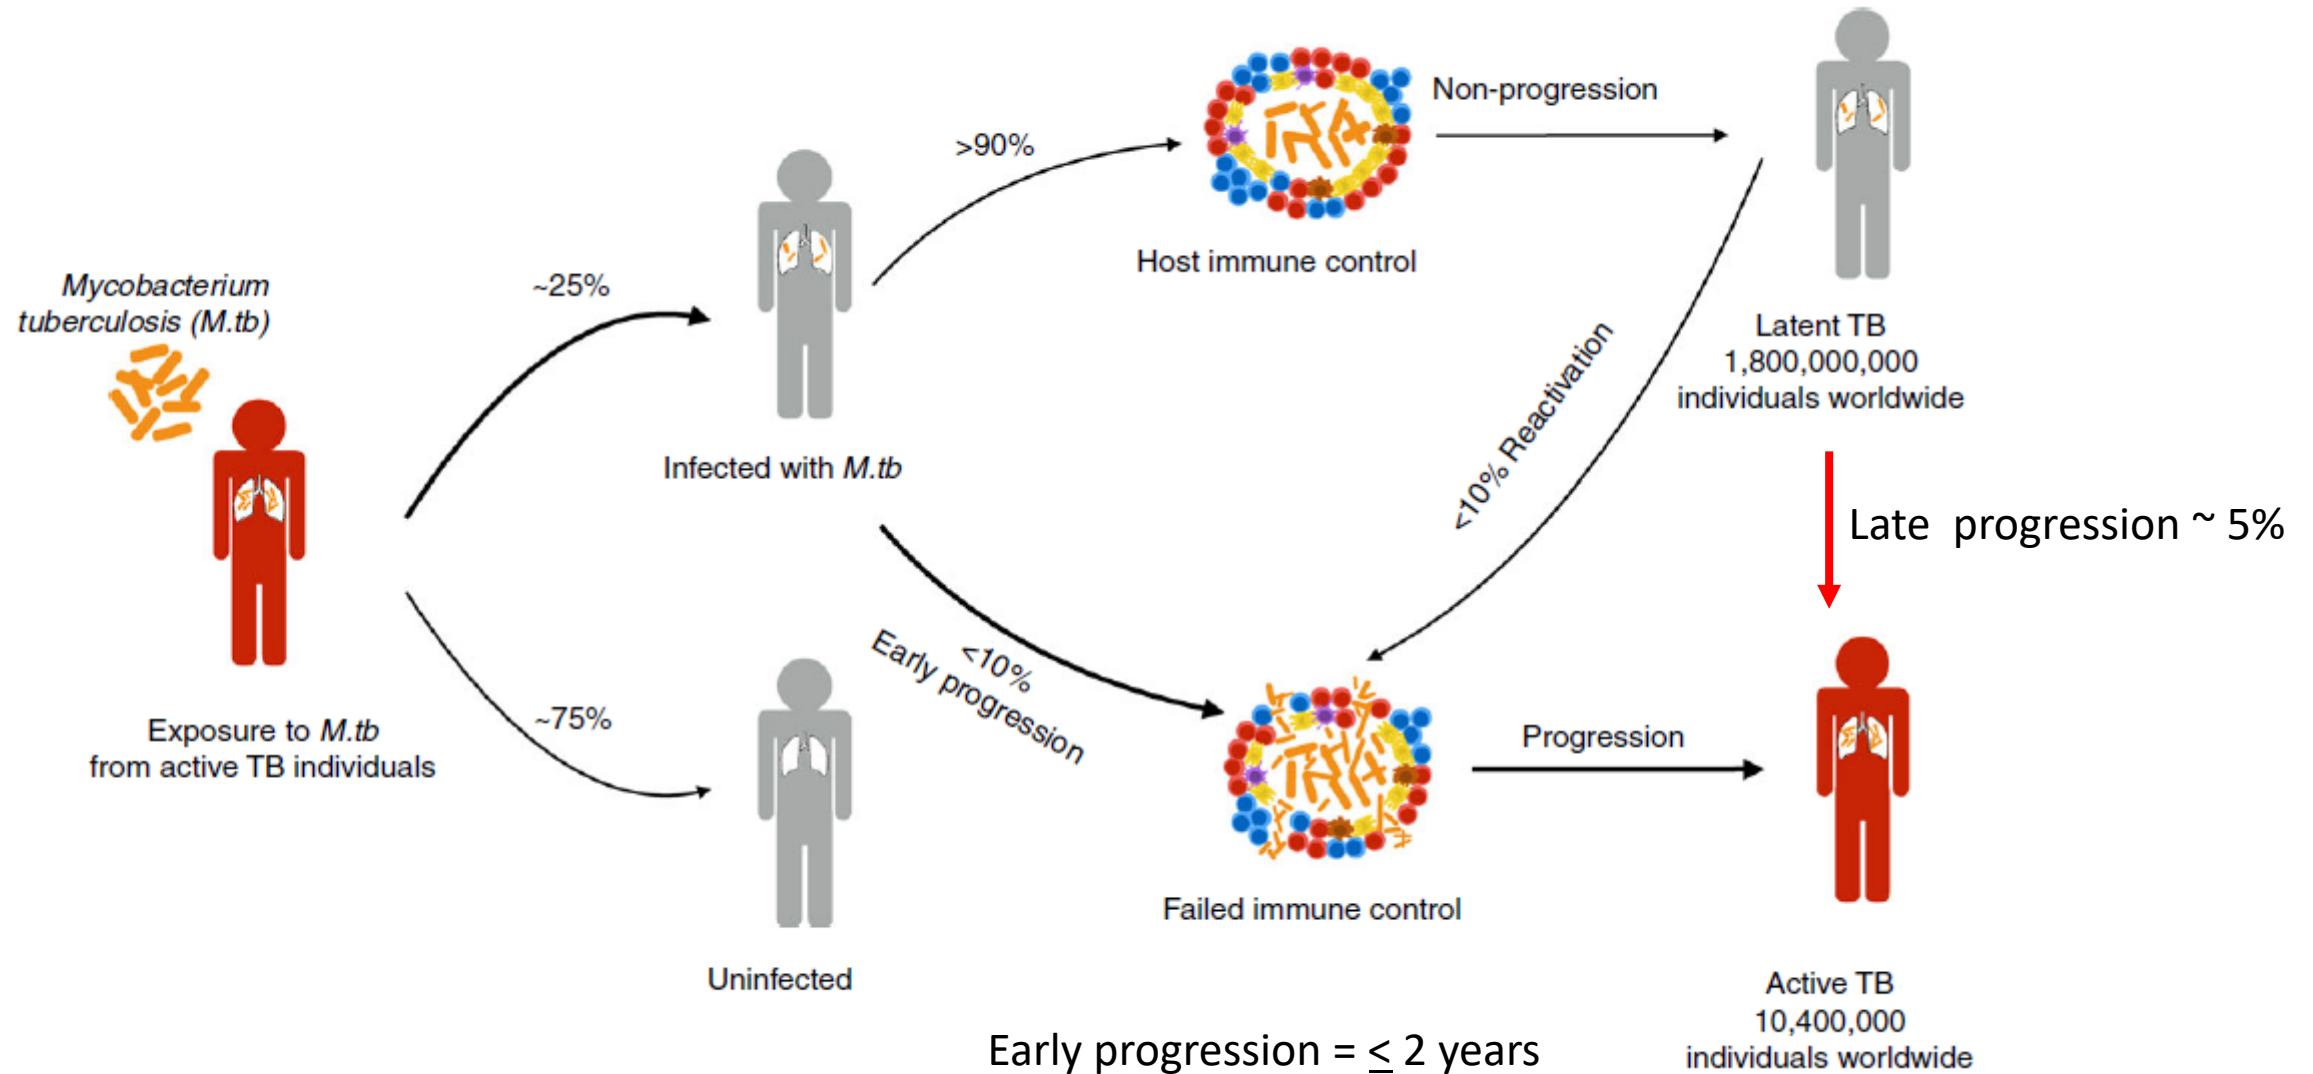 Mycobacterium
tuberculosis (M.tb)
Exposure to M.tb
from active TB individuals
~25%
~75%
Infected with M.tb
Uninfected
>90%
<10%
Early progression
Host immune control
Non-progression
Latent TB
1,800,000,000
individuals worldwide
<10% Reactivation
Late progression ~ 5%
Failed immune control
Progression
Active TB
10,400,000
individuals worldwide
Early progression = ≤ 2 years